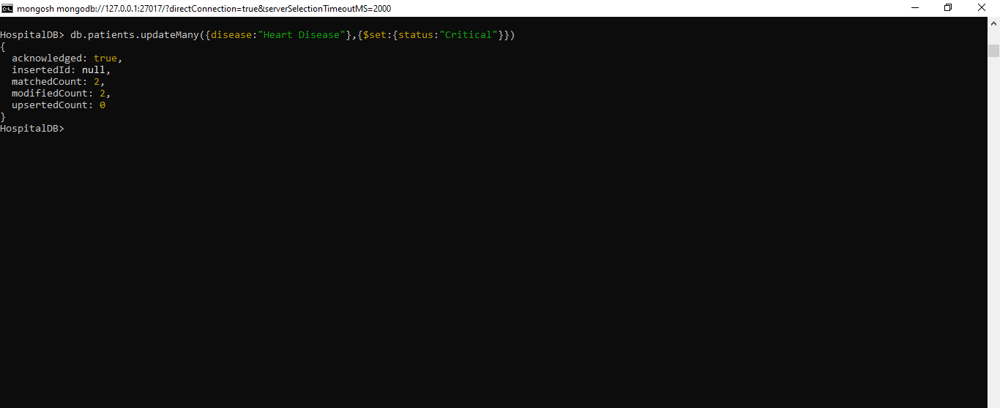 mongosh mongodb://127.0.0.1:27017/?directConnection=true&serverSelectionTimeoutMS=2000
HospitalDB> db.patients.updateMany({disease:"Heart Disease"},{$set:{status:"Critical"}})
{
  acknowledged: true,
  insertedId: null,
  matchedCount: 2,
  modifiedCount: 2,
  upsertedCount: 0
}
HospitalDB>